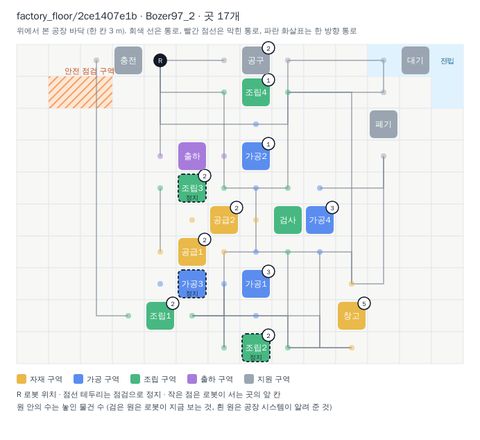 factory_floor/2ce1407e1b · Bozer97_2 · 곳 17개
위에서 본 공장 바닥 (한 칸 3 m). 회색 선은 통로, 빨간 점선은 막힌 통로, 파란 화살표는 한 방향 통로
충전
R
공구
2
대기
전팁
안전 점검 구역
조립4
1
폐기
출하
가공2
1
조립3
2
정지
공급2
2
검사
가공4
3
공급1
2
가공3
정지
가공1
3
조립1
2
창고
5
조립2
2
정지
자재 구역
가공 구역
조립 구역
출하 구역
지원 구역
R 로봇 위치 · 점선 테두리는 점검으로 정지 · 작은 점은 로봇이 서는 곳의 앞 칸
원 안의 수는 놓인 물건 수 (검은 원은 로봇이 지금 보는 것, 흰 원은 공장 시스템이 알려 준 것)